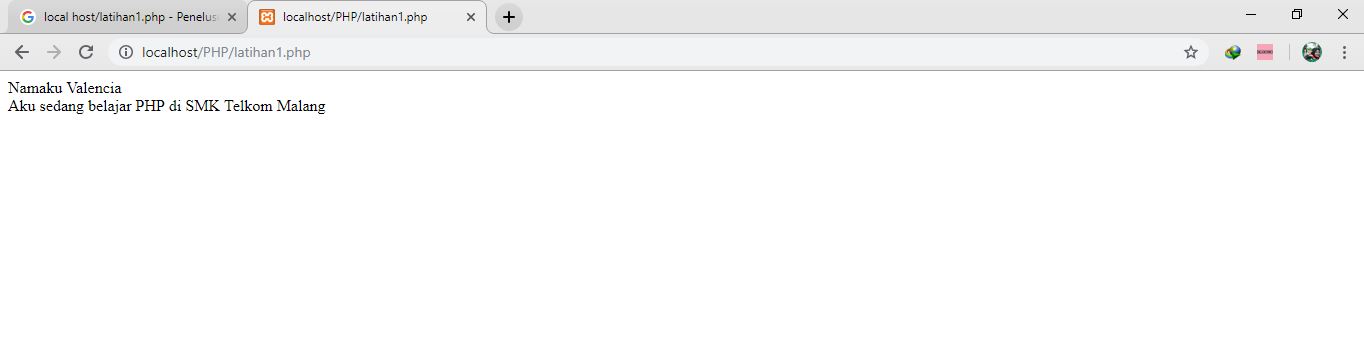 local host/latihan1.php - Penelus
localhost/PHP/latihan1.php
localhost/PHP/latihan1.php
Namaku Valencia
Aku sedang belajar PHP di SMK Telkom Malang